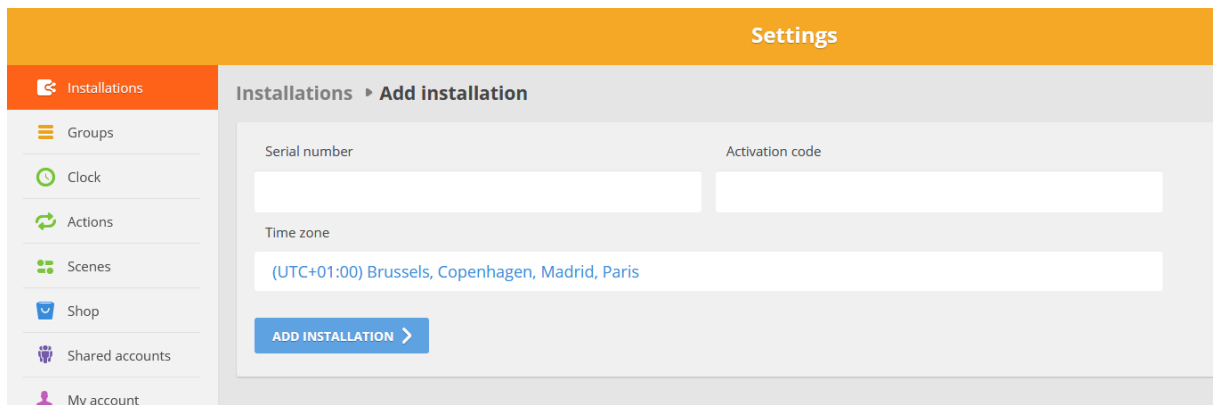 Settings
Installations
Groups
Clock
Actions
Scenes
Shop
Shared accounts
My account
Installations Add installation
Serial number Activation code
Time zone
(UTC+01:00) Brussels, Copenhagen, Madrid, Paris
ADD INSTALLATION